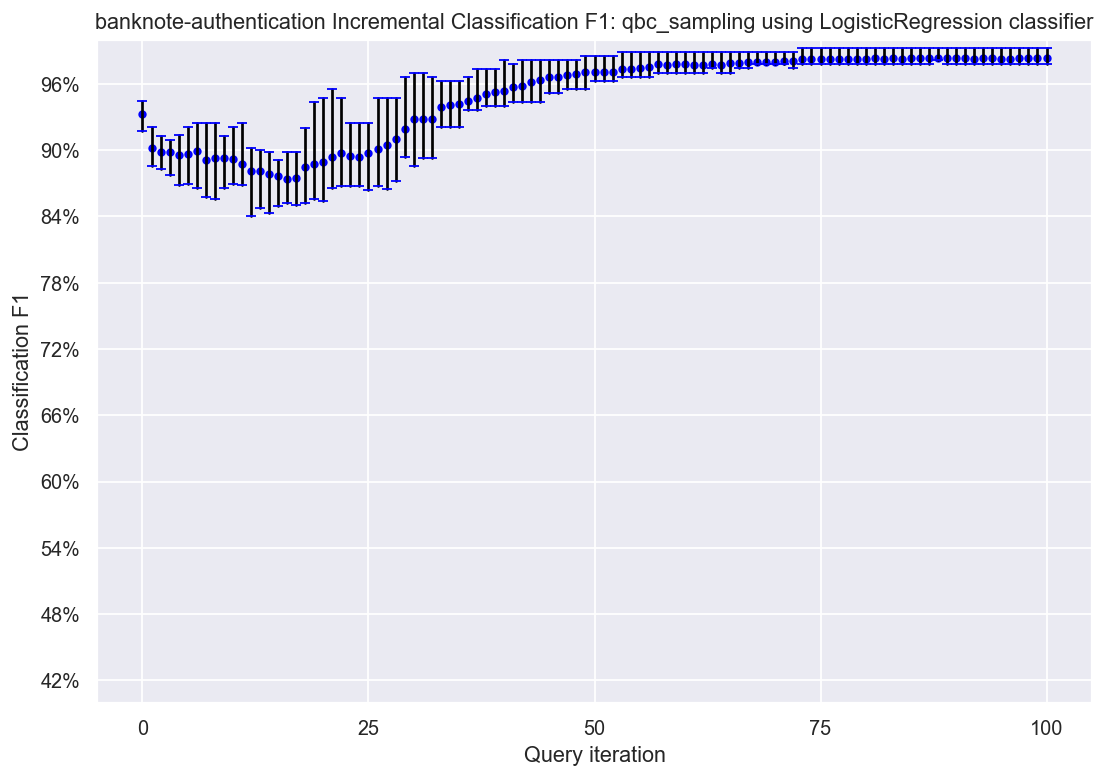 banknote-authentication Incremental Classification F1: qbc_sampling using LogisticRegression classifier
96%
90%
84%
78%
72%
66%
60%
54%
48%
42%
Classification F1
0 25 50 75 100
Query iteration